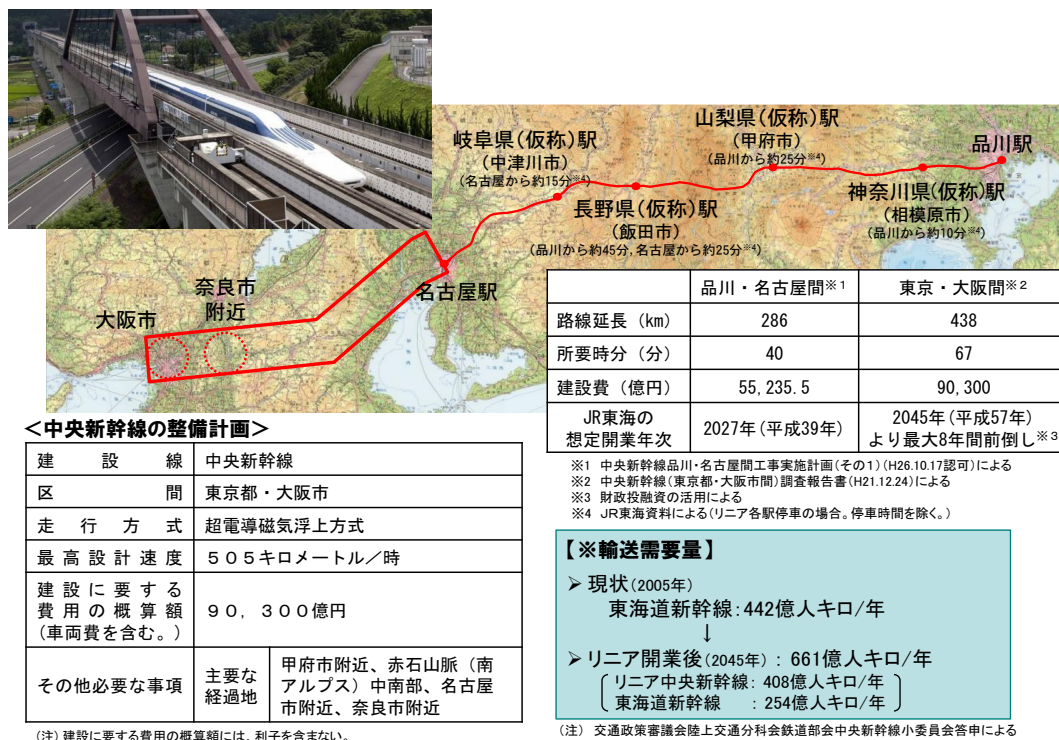 岐阜県(仮称)駅
(中津川市)
(名古屋から約15分※4)
山梨県(仮称)駅
(甲府市)
(品川から約25分※4)
品川駅
長野県(仮称)駅
(飯田市)
(品川から約45分,名古屋から約25分※4)
神奈川県(仮称)駅
(相模原市)
(品川から約10分※4)
名古屋駅
奈良市
附近
大阪市
品川・名古屋間※1 東京・大阪間※2
路線延長(km) 286 438
所要時分(分) 40 67
建設費(億円) 55,235.5 90,300
JR東海の
想定開業年次 2027年(平成39年) 2045年(平成57年)
より最大8年間前倒し※3
※1 中央新幹線品川・名古屋間工事実施計画(その1)(H26.10.17認可)による
※2 中央新幹線(東京都・大阪市間)調査報告書(H21.12.24)による
※3 財政投融資の活用による
※4 JR東海資料による(リニア各駅停車の場合。停車時間を除く。)
<中央新幹線の整備計画>
建設線 中央新幹線
区間 東京都・大阪市
走行方式 超電導磁気浮上方式
最高設計速度 505キロメートル/時
建設に要する
費用の概算額
(車両費を含む。) 90,300億円
その他必要な事項 主要な
経過地 甲府市附近、赤石山脈(南
アルプス)中南部、名古屋
市附近、奈良市附近
(注) 建設に要する費用の概算額には、利子を含まない。
【※輸送需要量】
➢ 現状(2005年)
東海道新幹線:442億人キロ/年
↓
➢ リニア開業後(2045年): 661億人キロ/年
リニア中央新幹線: 408億人キロ/年
東海道新幹線 : 254億人キロ/年
(注) 交通政策審議会陸上交通分科会鉄道部会中央新幹線小委員会答申による